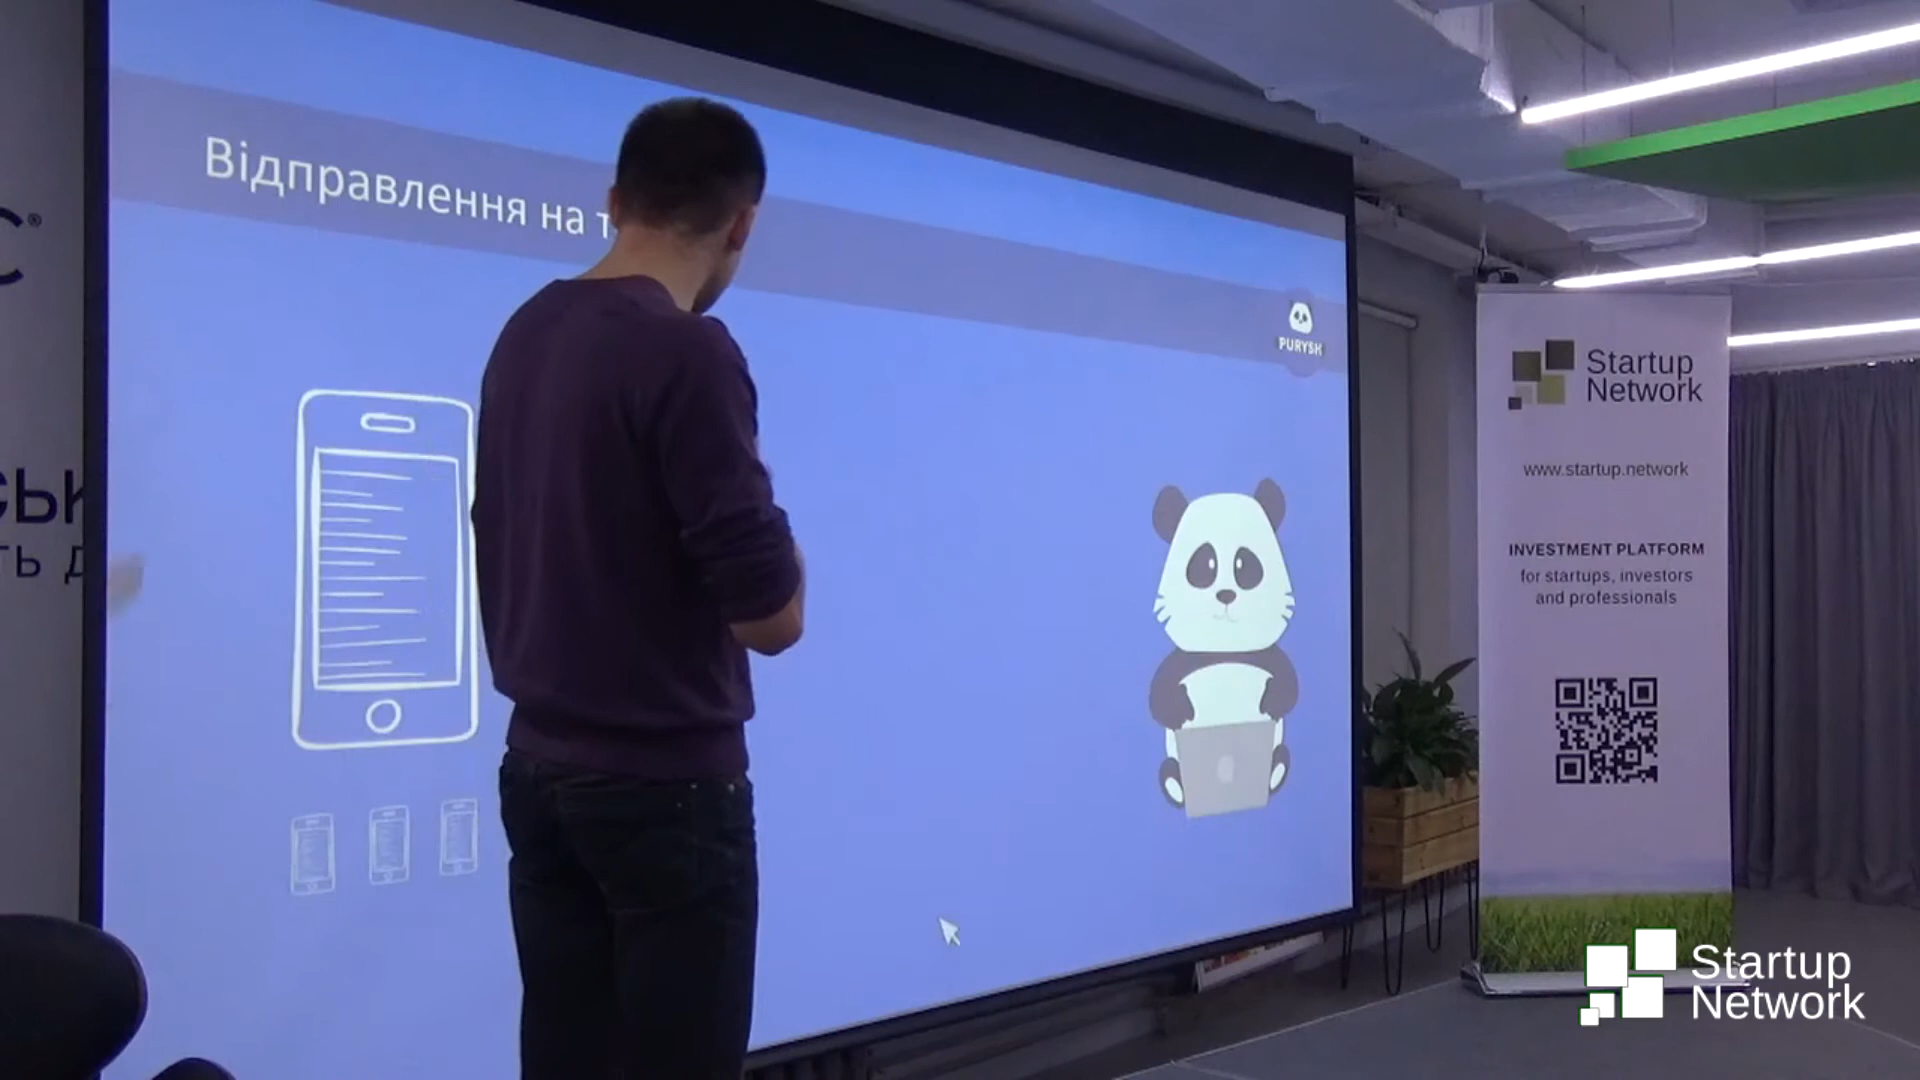 Відправлення на т
PURYSH
Startup
Network
www.startup.network
INVESTMENT PLATFORM
for startups, investors
and professionals
Startup
Network